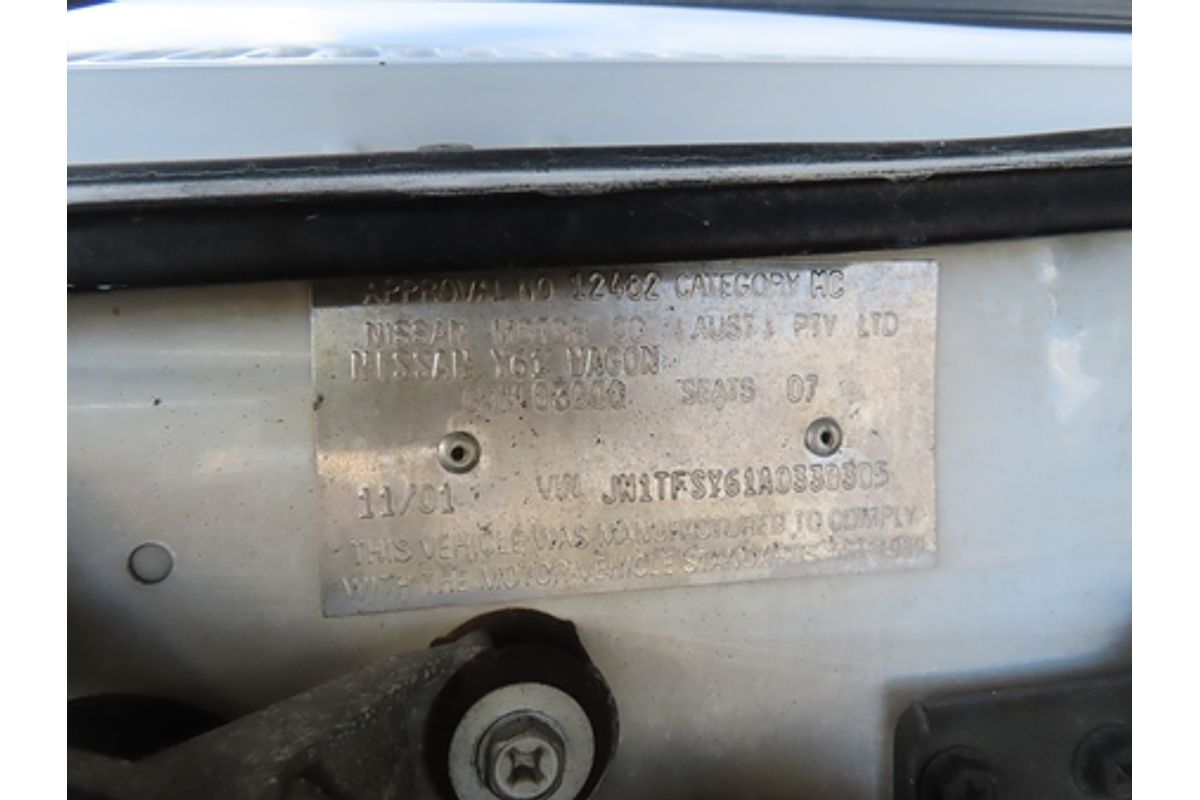 APPROVAL NO 12402 CATEGORY MC
NISSAN MOTOR CO (AUST) PTY LTD
NISSAN Y61 WAGON
SEATS 07
11/01 VIN JN1TFSY61A0330305
THIS VEHICLE WAS MANUFACTURED TO COMPLY
WITH THE MOTOR VEHICLE STANDARDS ACT 1989